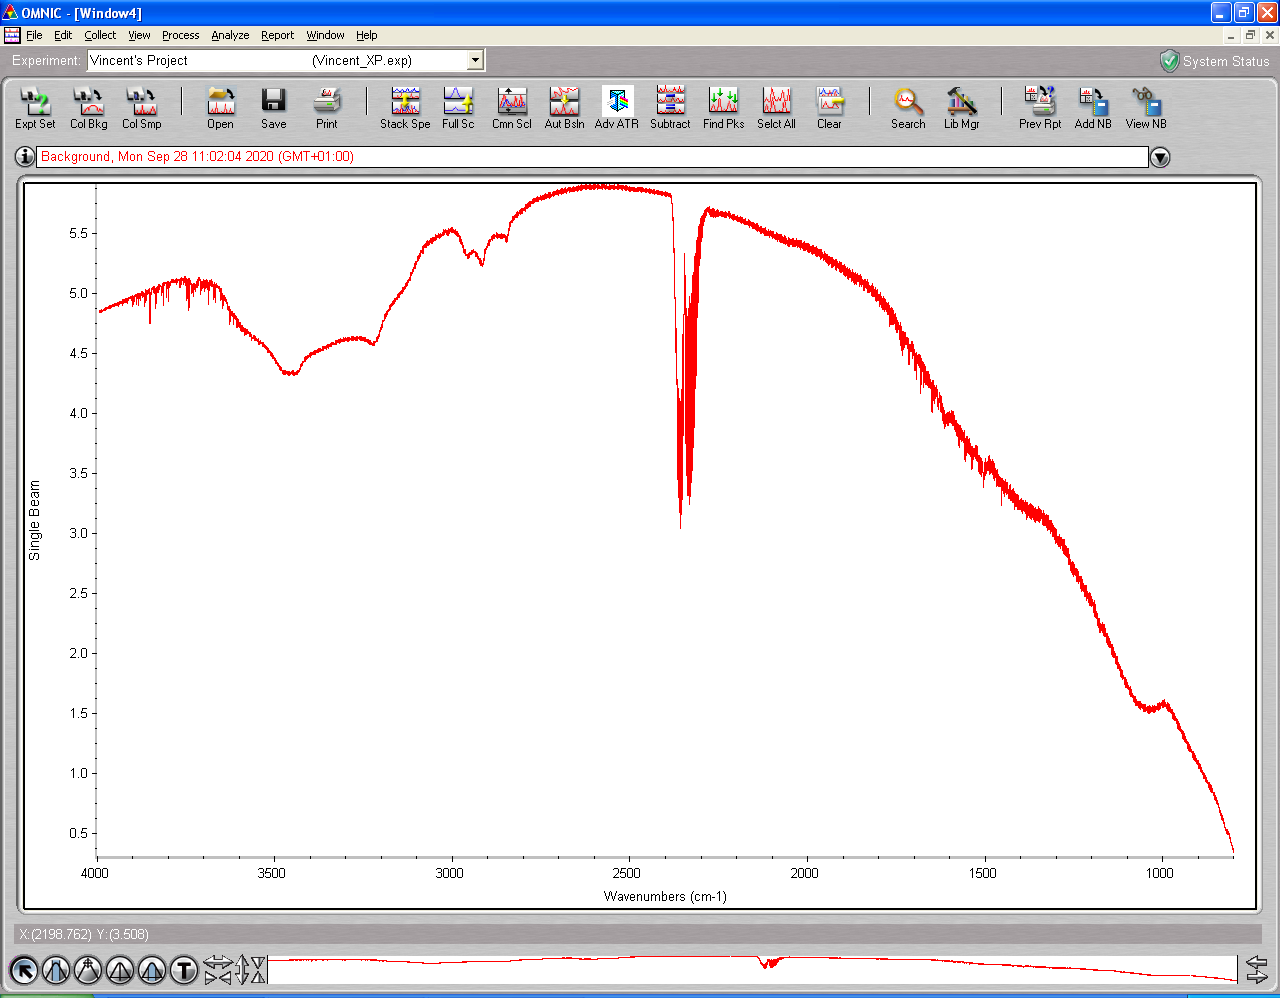 OMNIC - [Window4]
File Edit Collect View Process Analyze Report Window Help
Experiment: Vincent's Project (Vincent_XP.exp) System Status
Expt Set Col Bkg Col Smp Open Save Print Stack Spe Full Sc Cmn Scl Aut Bsln Adv ATR Subtract Find Pks Selct All Clear Search Lib Mgr Prev Rpt Add NB View NB
Background, Mon Sep 28 11:02:04 2020 (GMT+01:00)
5.5
5.0
4.5
4.0
3.5
3.0
2.5
2.0
1.5
1.0
0.5
Single Beam
4000 3500 3000 2500 2000 1500 1000
Wavenumbers (cm-1)
X:(2198.762) Y:(3.508)
T